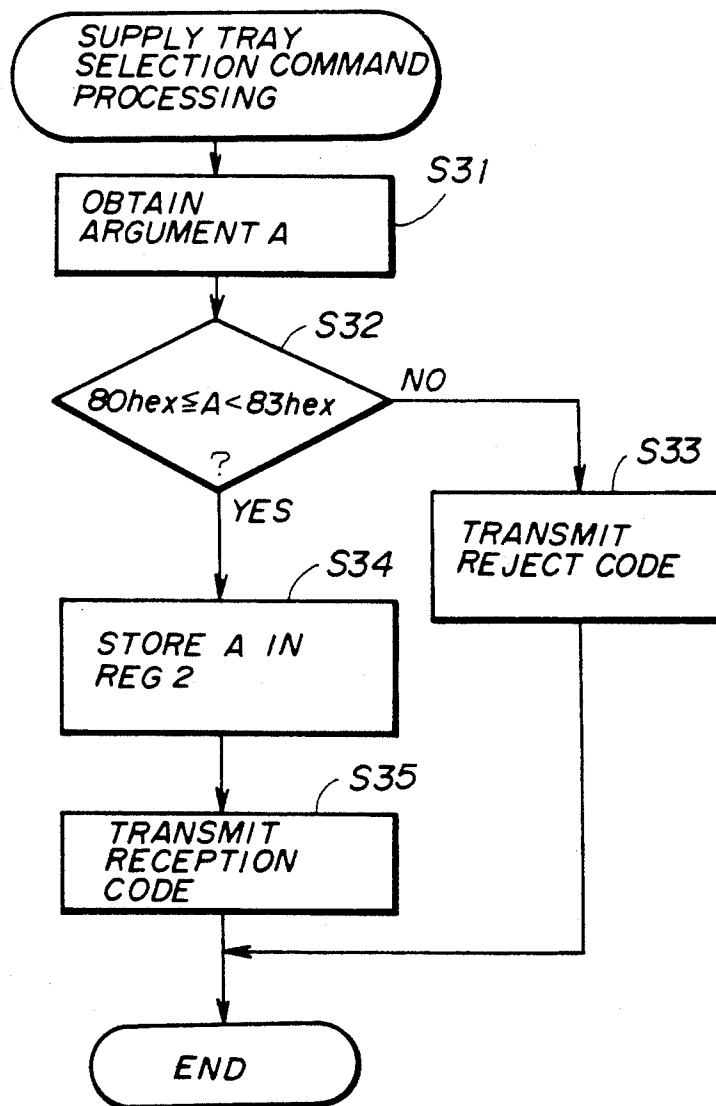 SUPPLY TRAY
SELECTION COMMAND
PROCESSING
S31
OBTAIN
ARGUMENT A
S32
80hex≦A<83hex
?
NO
YES
S33
TRANSMIT
REJECT CODE
S34
STORE A IN
REG 2
S35
TRANSMIT
RECEPTION
CODE
END